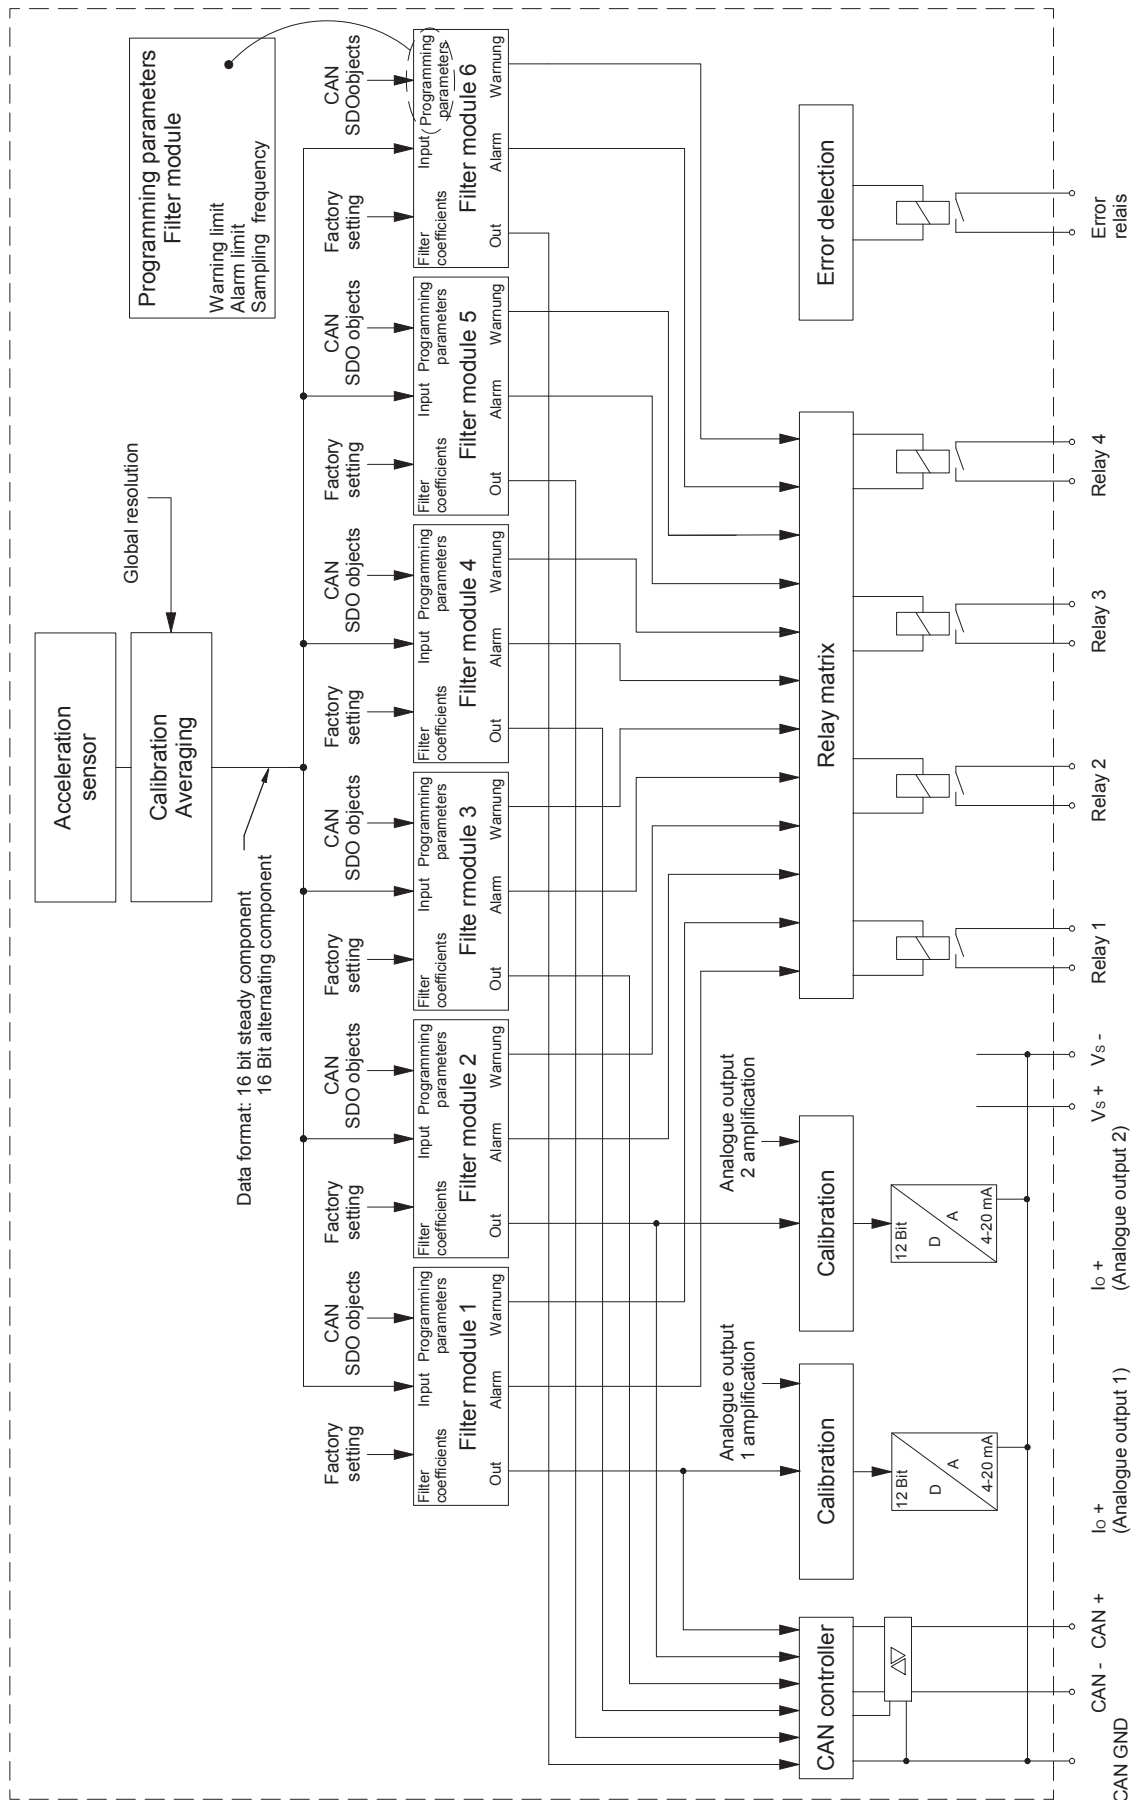 Acceleration
sensor
Calibration
Averaging
Global resolution
Data format: 16 bit steady component
16 Bit alternating component
Programming parameters
Filter module
Warning limit
Alarm limit
Sampling frequency
Factory
setting
CAN
SDO objects
Factory
setting
CAN
SDO objects
Factory
setting
CAN
SDO objects
Factory
setting
CAN
SDO objects
Factory
setting
CAN
SDO objects
Factory
setting
CAN
SDOobjects
Filter
coefficients
Input
Programming
parameters
Filter module 1
Out
Alarm
Warnung
Filter
coefficients
Input
Programming
parameters
Filter module 2
Out
Alarm
Warnung
Filter
coefficients
Input
Programming
parameters
Filte rmodule 3
Out
Alarm
Warnung
Filter
coefficients
Input
Programming
parameters
Filter module 4
Out
Alarm
Warnung
Filter
coefficients
Input
Programming
parameters
Filter module 5
Out
Alarm
Warnung
Filter
coefficients
Input
Programming
parameters
Filter module 6
Out
Alarm
Warnung
Analogue output
1 amplification
Analogue output
2 amplification
CAN controller
Calibration
Calibration
Relay matrix
Error delection
12 Bit
D
A
4-20 mA
12 Bit
D
A
4-20 mA
CAN GND
CAN -
CAN +
IO +
(Analogue output 1)
IO +
(Analogue output 2)
VS +
VS -
Relay 1
Relay 2
Relay 3
Relay 4
Error
relais